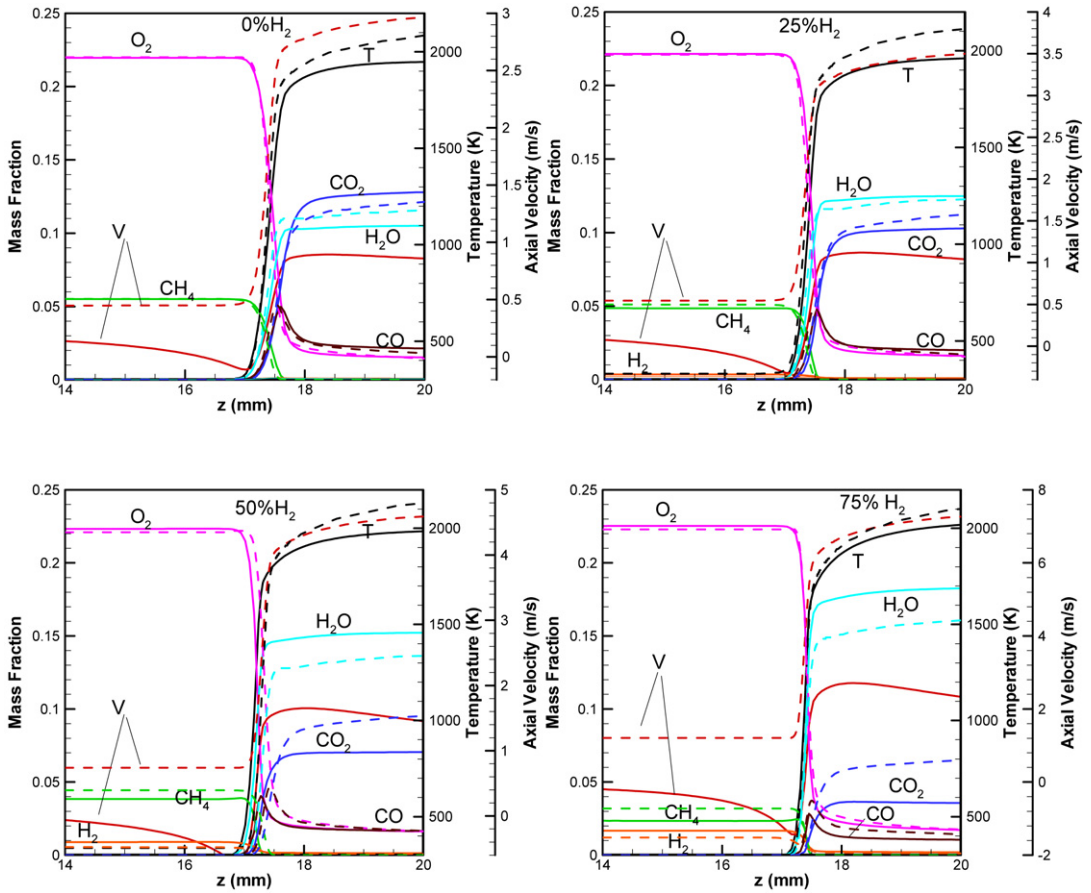 0%H2
O2
T
CO2
H2O
V
CH4
CO
Mass Fraction
0.25
0.2
0.15
0.1
0.05
0
14 16 18 20
z (mm)
Temperature (K)
2000
1500
1000
500
Axial Velocity (m/s)
3
2.5
2
1.5
1
0.5
0
25%H2
O2
T
H2O
CO2
V
CH4
H2
CO
Mass Fraction
0.25
0.2
0.15
0.1
0.05
0
14 16 18 20
z (mm)
Temperature (K)
2000
1500
1000
500
Axial Velocity (m/s)
4
3.5
3
2.5
2
1.5
1
0.5
0
50%H2
O2
T
H2O
V
CO2
CH4
CO
H2
Mass Fraction
0.25
0.2
0.15
0.1
0.05
0
14 16 18 20
z (mm)
Temperature (K)
2000
1500
1000
500
Axial Velocity (m/s)
5
4
3
2
1
0
75% H2
O2
T
H2O
V
CO2
CH4
CO
H2
Mass Fraction
0.25
0.2
0.15
0.1
0.05
0
14 16 18 20
z (mm)
Temperature (K)
2000
1500
1000
500
Axial Velocity (m/s)
8
6
4
2
0
-2